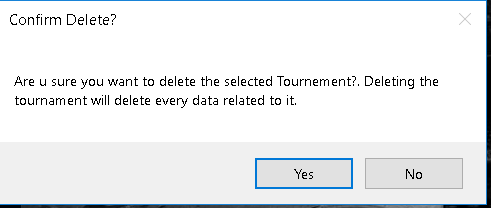 Confirm Delete?
Are u sure you want to delete the selected Tournement?. Deleting the
tournament will delete every data related to it.
Yes No